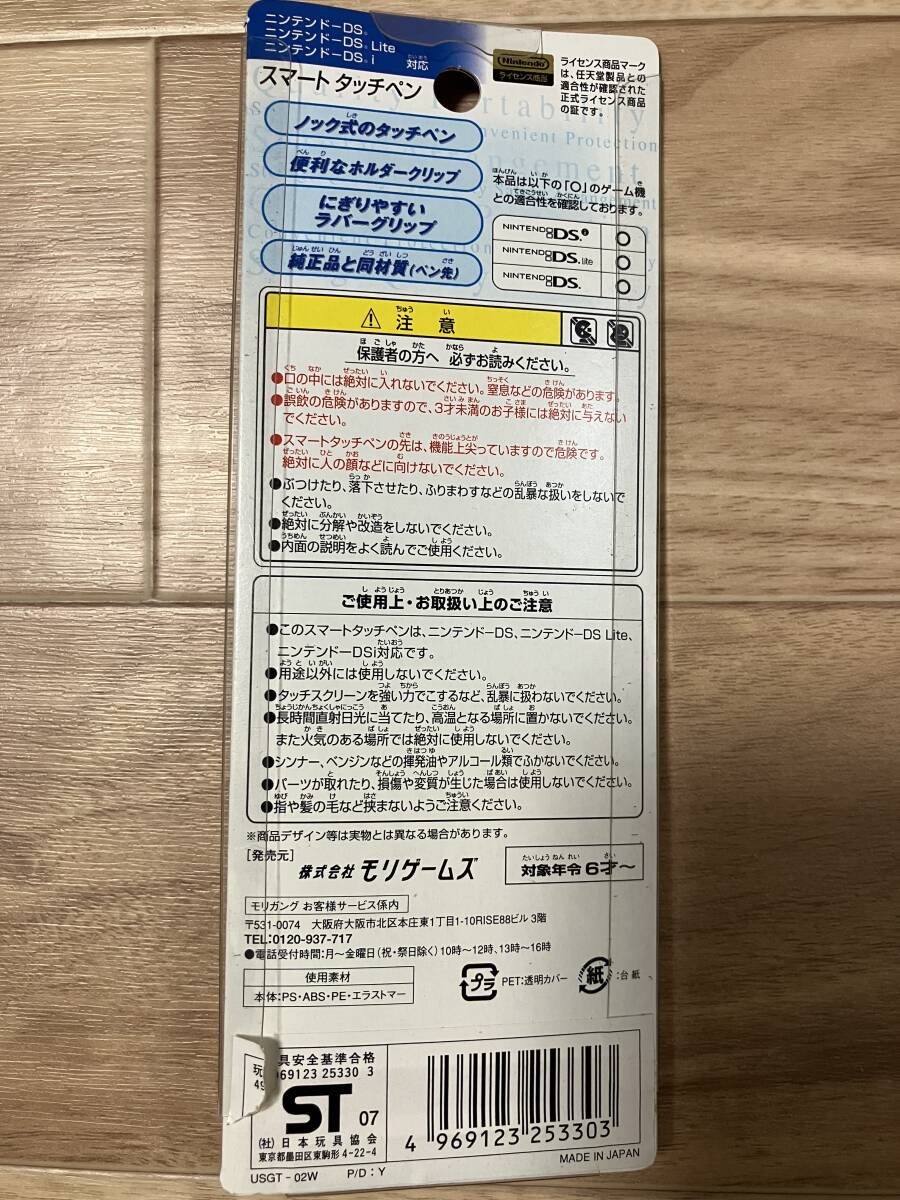 ニンテンドーDS®
ニンテンドーDS® Lite
ニンテンドーDS® i 対応
スマート タッチペン
Nintendo
ライセンス商品
ライセンス商品マーク
は、任天堂製品との
適合性が確認された
正式ライセンス商品
の証です。
ノック式のタッチペン
便利なホルダークリップ
にぎりやすい
ラバーグリップ
純正品と同材質(ペン先)
本品は以下の「○」のゲーム機
との適合性を確認しております。
NINTENDO DS i ○
NINTENDO DS lite ○
NINTENDO DS ○
⚠ 注意
保護者の方へ 必ずお読みください。
●口の中には絶対に入れないでください。窒息などの危険があります。
●誤飲の危険がありますので、3才未満のお子様には絶対に与えない
でください。
●スマートタッチペンの先は、機能上尖っていますので危険です。
絶対に人の顔などに向けないでください。
●ぶつけたり、落下させたり、ふりまわすなどの乱暴な扱いをしないで
ください。
●絶対に分解や改造をしないでください。
●内面の説明をよく読んでご使用ください。
ご使用上・お取扱い上のご注意
●このスマートタッチペンは、ニンテンドーDS、ニンテンドーDS Lite、
ニンテンドーDSi対応です。
●用途以外には使用しないでください。
●タッチスクリーンを強い力でこするなど、乱暴に扱わないでください。
●長時間直射日光に当てたり、高温となる場所に置かないでください。
また火気のある場所では絶対に使用しないでください。
●シンナー、ベンジンなどの揮発油やアルコール類でふかないでください。
●パーツが取れたり、損傷や変質が生じた場合は使用しないでください。
●指や髪の毛など挟まないようご注意ください。
※商品デザイン等は実物とは異なる場合があります。
[発売元]
株式会社 モリゲームズ
対象年令 6才~
モリガング お客様サービス係内
〒531-0074 大阪府大阪市北区本庄東1丁目1-10RISE88ビル 3階
TEL:0120-937-717
●電話受付時間:月~金曜日(祝・祭日除く)10時~12時、13時~16時
使用素材
本体:PS・ABS・PE・エラストマー
プラ PET:透明カバー
紙 :台紙
玩 具安全基準合格
49 69123 25330 3
ST 07
(社)日本玩具協会
東京都墨田区東駒形4-22-4
4 969123 253303
USGT-02W P/D:Y
MADE IN JAPAN